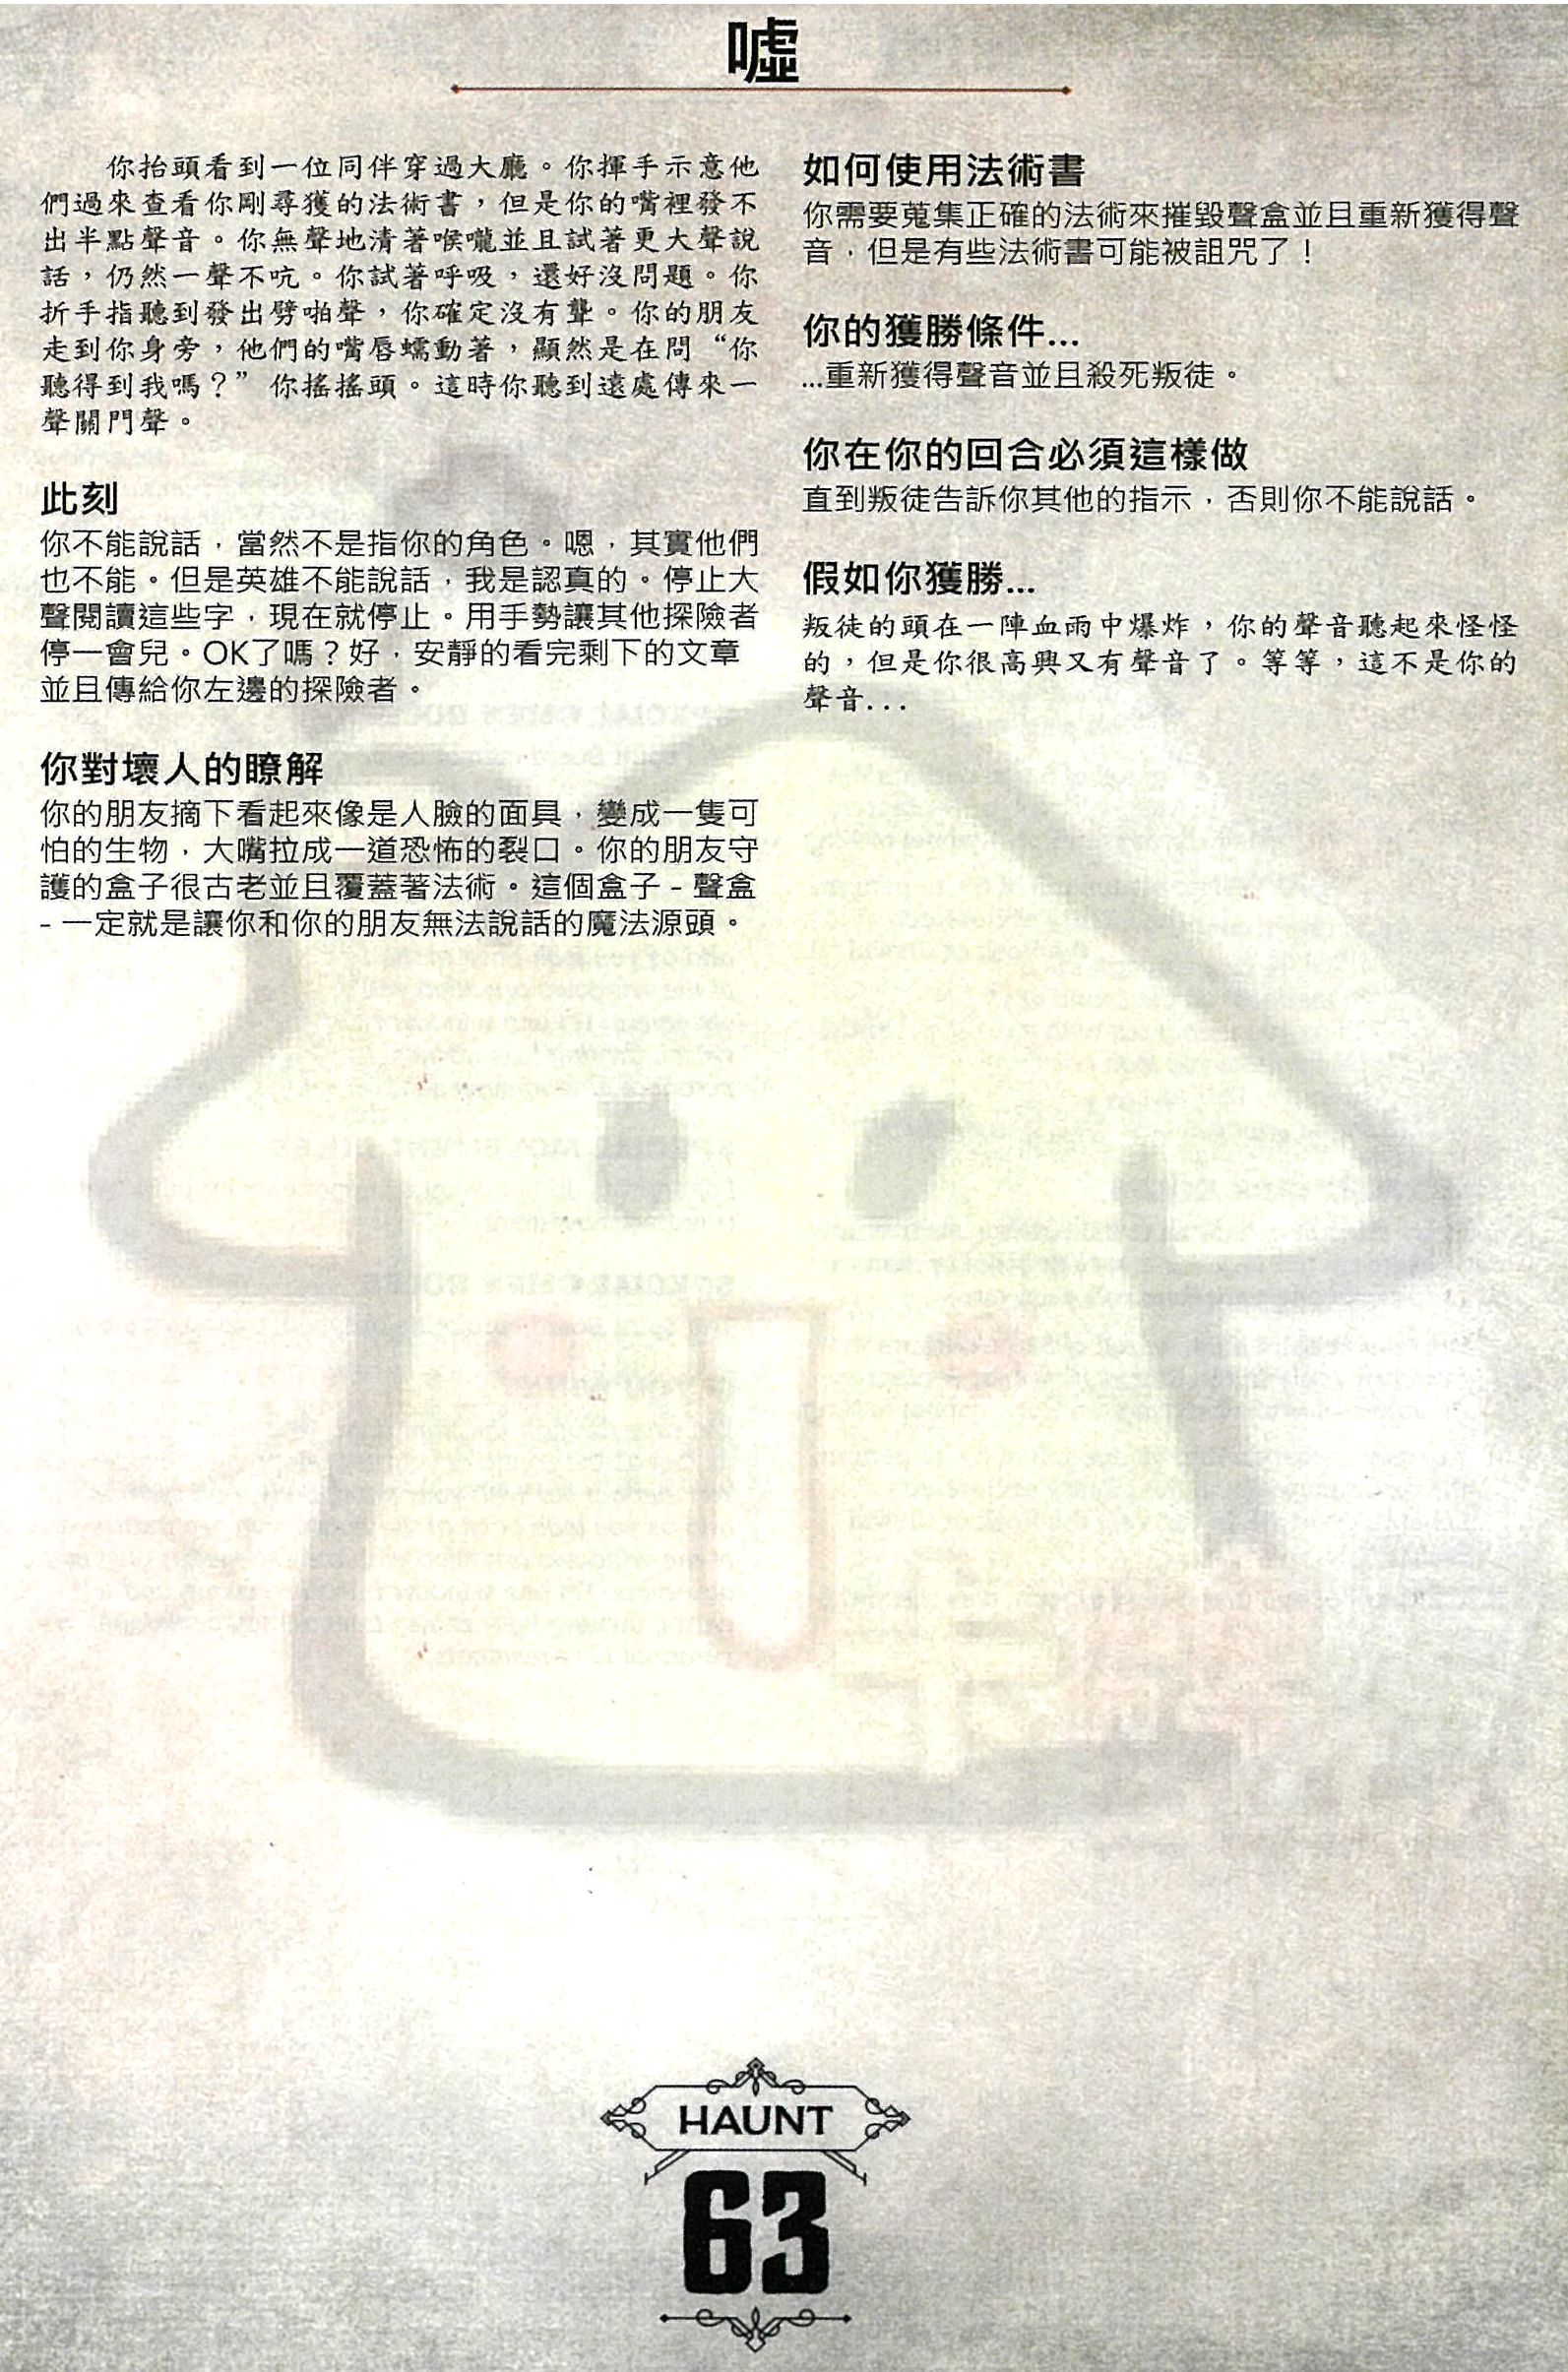 噓
你抬頭看到一位同伴穿過大廳。你揮手示意他
們過來查看你剛尋獲的法術書，但是你的嘴裡發不
出半點聲音。你無聲地清著喉嚨並且試著更大聲說
話，仍然一聲不吭。你試著呼吸，還好沒問題。你
折手指聽到發出劈啪聲，你確定沒有聾。你的朋友
走到你身旁，他們的嘴唇蠕動著，顯然是在問“你
聽得到我嗎？”你搖搖頭。這時你聽到遠處傳來一
聲關門聲。
此刻
你不能說話，當然不是指你的角色。嗯，其實他們
也不能。但是英雄不能說話，我是認真的。停止大
聲閱讀這些字，現在就停止。用手勢讓其他探險者
停一會兒。OK了嗎？好，安靜的看完剩下的文章
並且傳給你左邊的探險者。
你對壞人的瞭解
你的朋友摘下看起來像是人臉的面具，變成一隻可
怕的生物，大嘴拉成一道恐怖的裂口。你的朋友守
護的盒子很古老並且覆蓋著法術。這個盒子 - 聲盒
- 一定就是讓你和你的朋友無法說話的魔法源頭。
如何使用法術書
你需要蒐集正確的法術來摧毀聲盒並且重新獲得聲
音，但是有些法術書可能被詛咒了！
你的獲勝條件...
...重新獲得聲音並且殺死叛徒。
你在你的回合必須這樣做
直到叛徒告訴你其他的指示，否則你不能說話。
假如你獲勝...
叛徒的頭在一陣血雨中爆炸，你的聲音聽起來怪怪
的，但是你很高興又有聲音了。等等，這不是你的
聲音...
HAUNT
63